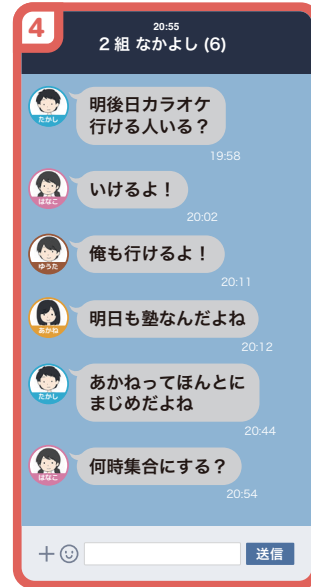 4
20:55
2組 なかよし (6)
明後日カラオケ
行ける人いる？
たかし
19:58
いけるよ！
はなこ
20:02
俺も行けるよ！
ゆうた
20:11
明日も塾なんだよね
あかね
20:12
あかねってほんとに
まじめだよね
たかし
20:44
何時集合にする？
はなこ
20:54
送信